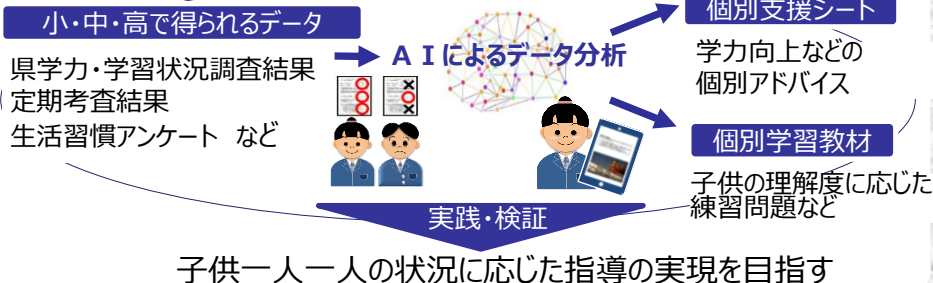 小・中・高で得られるデータ
県学力・学習状況調査結果
定期考査結果
生活習慣アンケート など
ＡＩによるデータ分析
個別支援シート
学力向上などの
個別アドバイス
個別学習教材
子供の理解度に応じた
練習問題など
実践・検証
子供一人一人の状況に応じた指導の実現を目指す